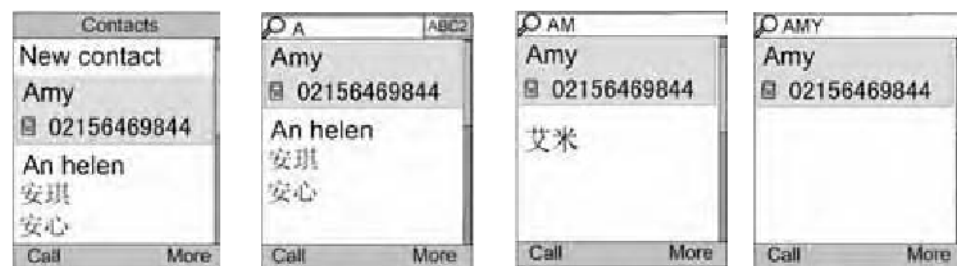 Contacts
New contact
Amy
02156469844
An helen
安琪
安心
Call More
A ABC2
Amy
02156469844
An helen
安琪
安心
Call More
AM
Amy
02156469844
艾米
Call More
AMY
Amy
02156469844
Call More